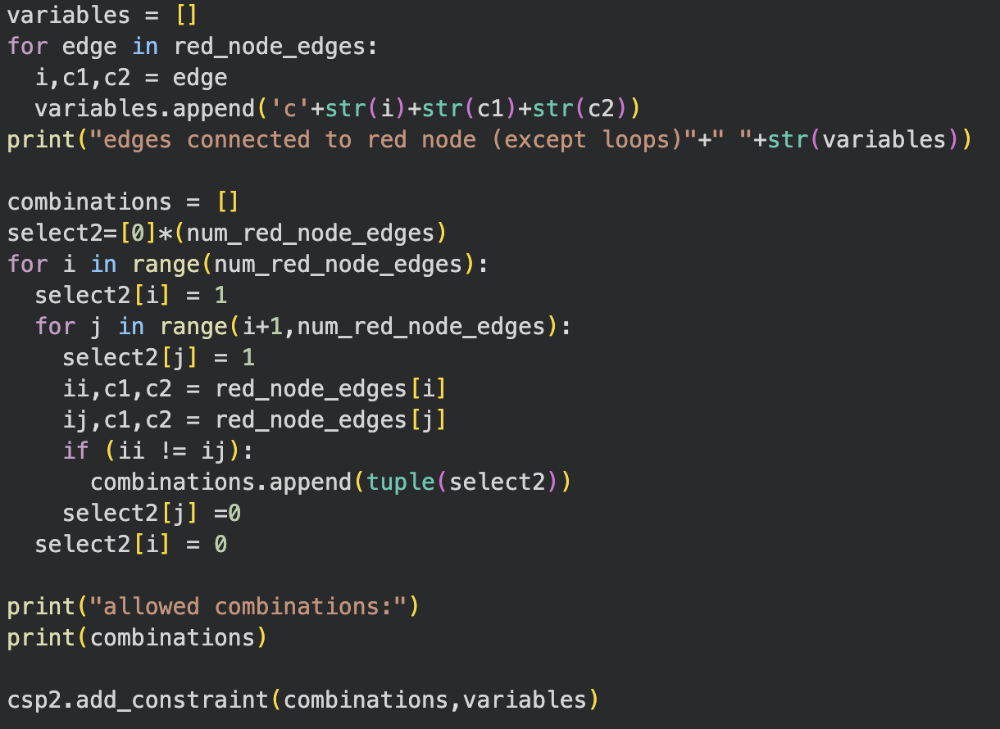 variables = []
for edge in red_node_edges:
  i,c1,c2 = edge
  variables.append('c'+str(i)+str(c1)+str(c2))
print("edges connected to red node (except loops)"+" "+str(variables))

combinations = []
select2=[0]*(num_red_node_edges)
for i in range(num_red_node_edges):
  select2[i] = 1
  for j in range(i+1,num_red_node_edges):
    select2[j] = 1
    ii,c1,c2 = red_node_edges[i]
    ij,c1,c2 = red_node_edges[j]
    if (ii != ij):
      combinations.append(tuple(select2))
    select2[j] =0
  select2[i] = 0

print("allowed combinations:")
print(combinations)

csp2.add_constraint(combinations,variables)